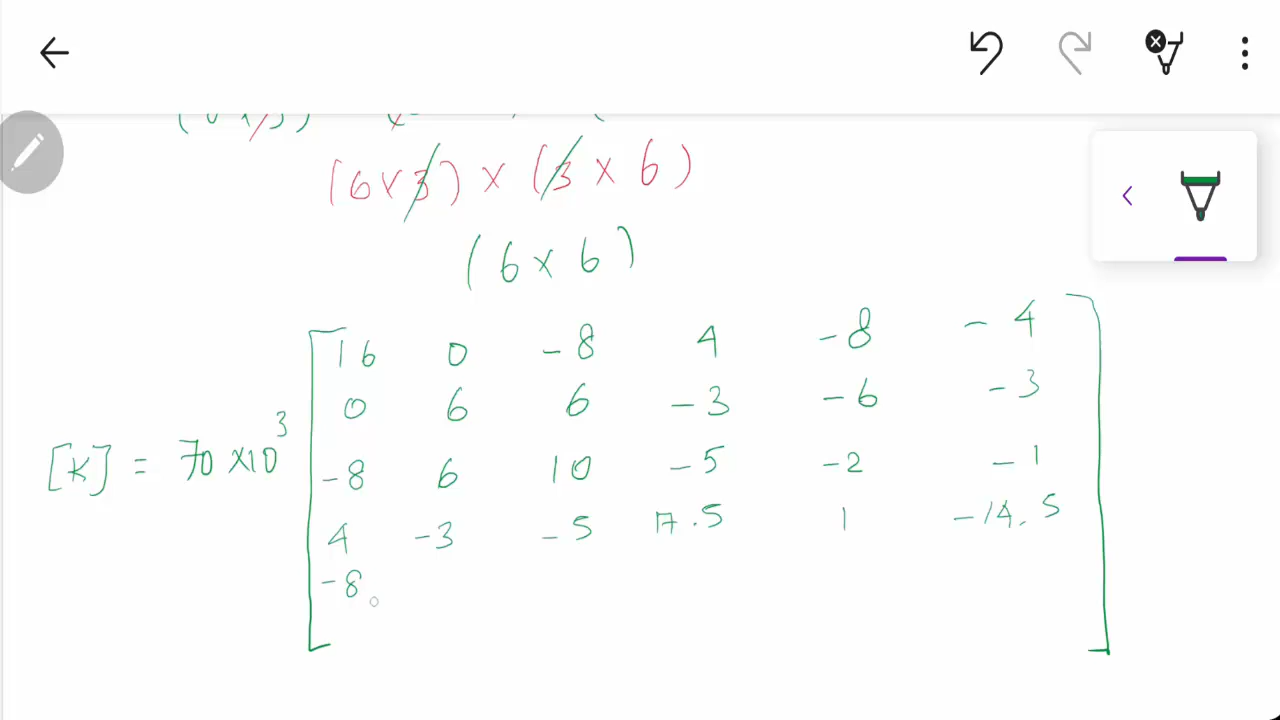 (6 × 3) × (3 × 6)
(6 × 6)
[K] = 70 × 10³
16 0 -8 4 -8 -4
0 6 6 -3 -6 -3
-8 6 10 -5 -2 -1
4 -3 -5 17.5 1 -14.5
-8